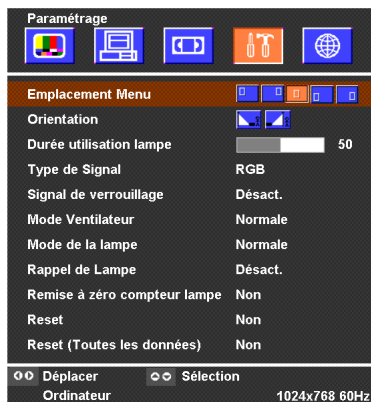 Paramétrage
Emplacement Menu
Orientation
Durée utilisation lampe 50
Type de Signal RGB
Signal de verrouillage Désact.
Mode Ventilateur Normale
Mode de la lampe Normale
Rappel de Lampe Désact.
Remise à zéro compteur lampe Non
Reset Non
Reset (Toutes les données) Non
Déplacer Sélection
Ordinateur 1024x768 60Hz